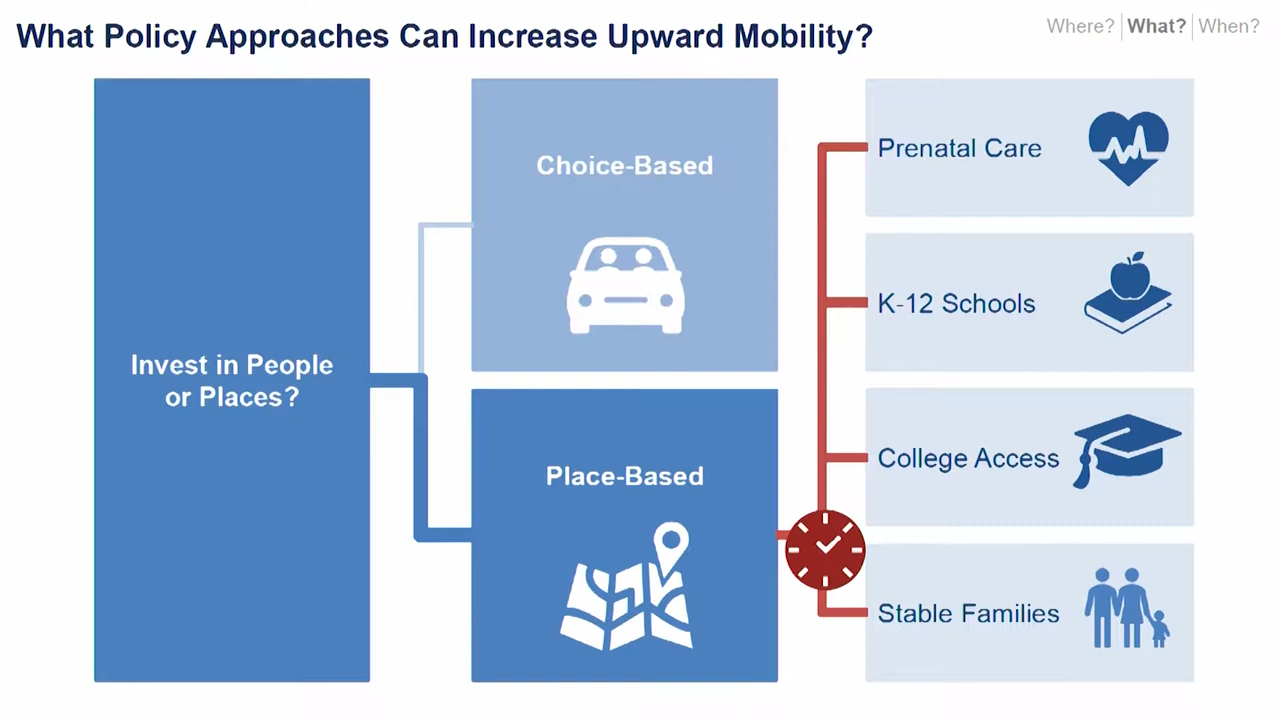 What Policy Approaches Can Increase Upward Mobility?
Where? | What? | When?
Invest in People
or Places?
Choice-Based
Place-Based
Prenatal Care
K-12 Schools
College Access
Stable Families